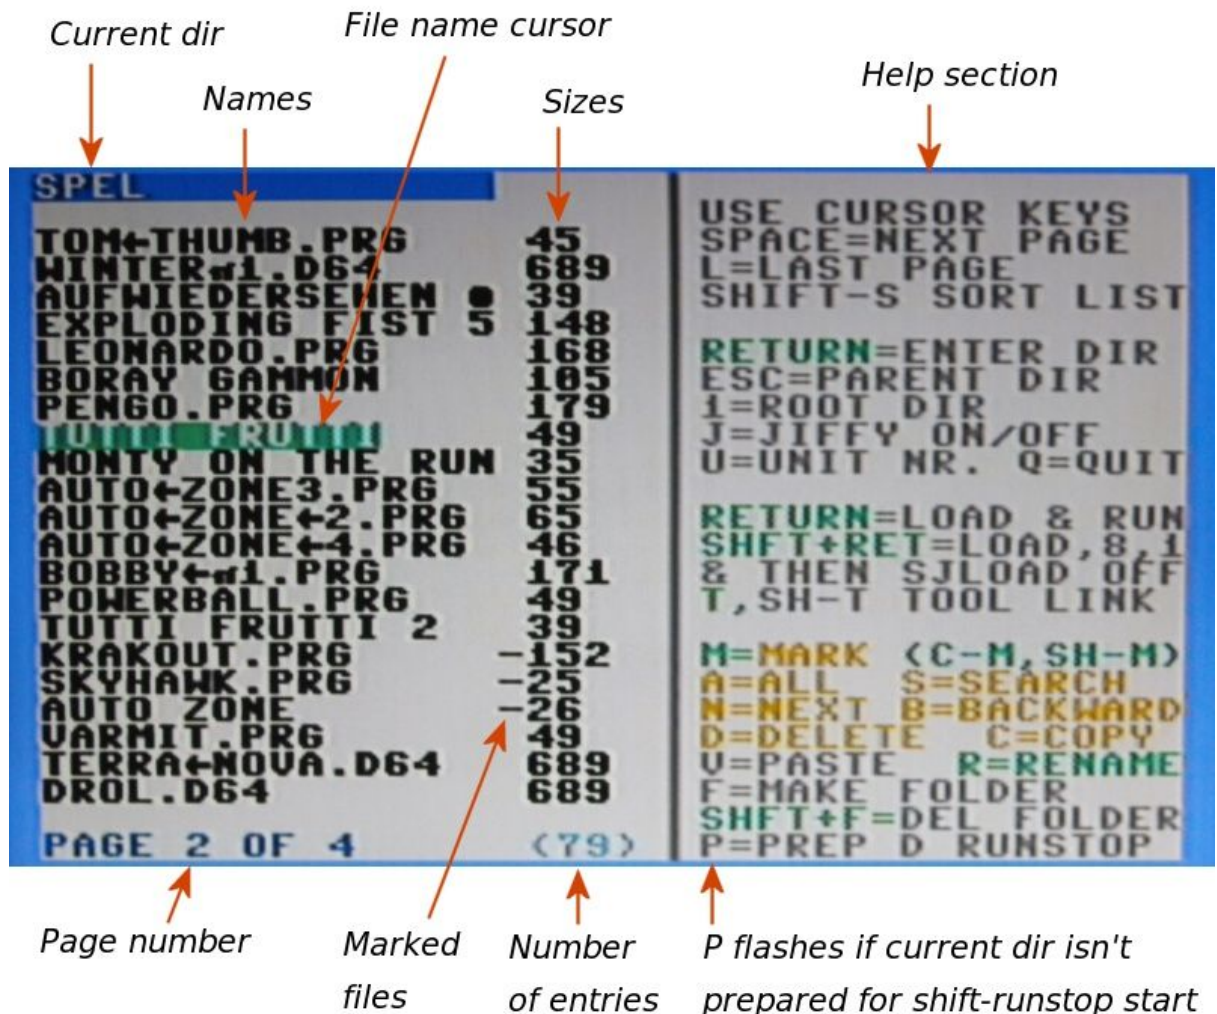 Current dir
File name cursor
Names
Sizes
Help section
SPEL
TOM←THUMB.PRG 45
WINTER 1.D64 689
AUFWIEDERSEHEN ● 39
EXPLODING FIST 5 148
LEONARDO.PRG 168
BORAY GAMMON 105
PENGO.PRG 179
TUTTI FRUTTI 49
MONTY ON THE RUN 35
AUTO←ZONE3.PRG 55
AUTO←ZONE←2.PRG 65
AUTO←ZONE←4.PRG 46
BOBBY← 1.PRG 171
POWERBALL.PRG 49
TUTTI FRUTTI 2 39
KRAKOUT.PRG -152
SKYHAWK.PRG -25
AUTO ZONE -26
VARMIT.PRG 49
TERRA←NOVA.D64 689
DROL.D64 689
PAGE 2 OF 4 (79)
USE CURSOR KEYS
SPACE=NEXT PAGE
L=LAST PAGE
SHIFT-S SORT LIST
RETURN=ENTER DIR
ESC=PARENT DIR
1=ROOT DIR
J=JIFFY ON/OFF
U=UNIT NR. Q=QUIT
RETURN=LOAD & RUN
SHFT+RET=LOAD,8,1
& THEN SJLOAD OFF
T,SH-T TOOL LINK
M=MARK (C-M,SH-M)
A=ALL S=SEARCH
N=NEXT B=BACKWARD
D=DELETE C=COPY
V=PASTE R=RENAME
F=MAKE FOLDER
SHFT+F=DEL FOLDER
P=PREP D RUNSTOP
Page number
Marked
files
Number
of entries
P flashes if current dir isn't
prepared for shift-runstop start